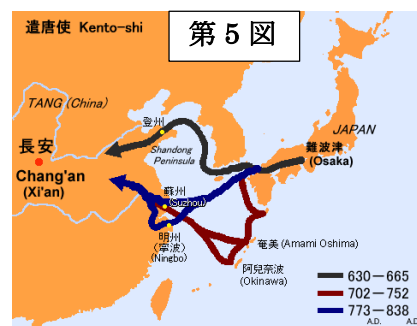 遣唐使 Kento-shi
第５図
TANG (China)
登州
Shandong
Peninsula
JAPAN
難波津
(Osaka)
長安
Chang'an
(Xi'an)
蘇州
(Suzhou)
明州
(寧波)
(Ningbo)
奄美 (Amami Oshima)
阿兒奈波
(Okinawa)
630－665
702－752
773－838
A.D. A.D.